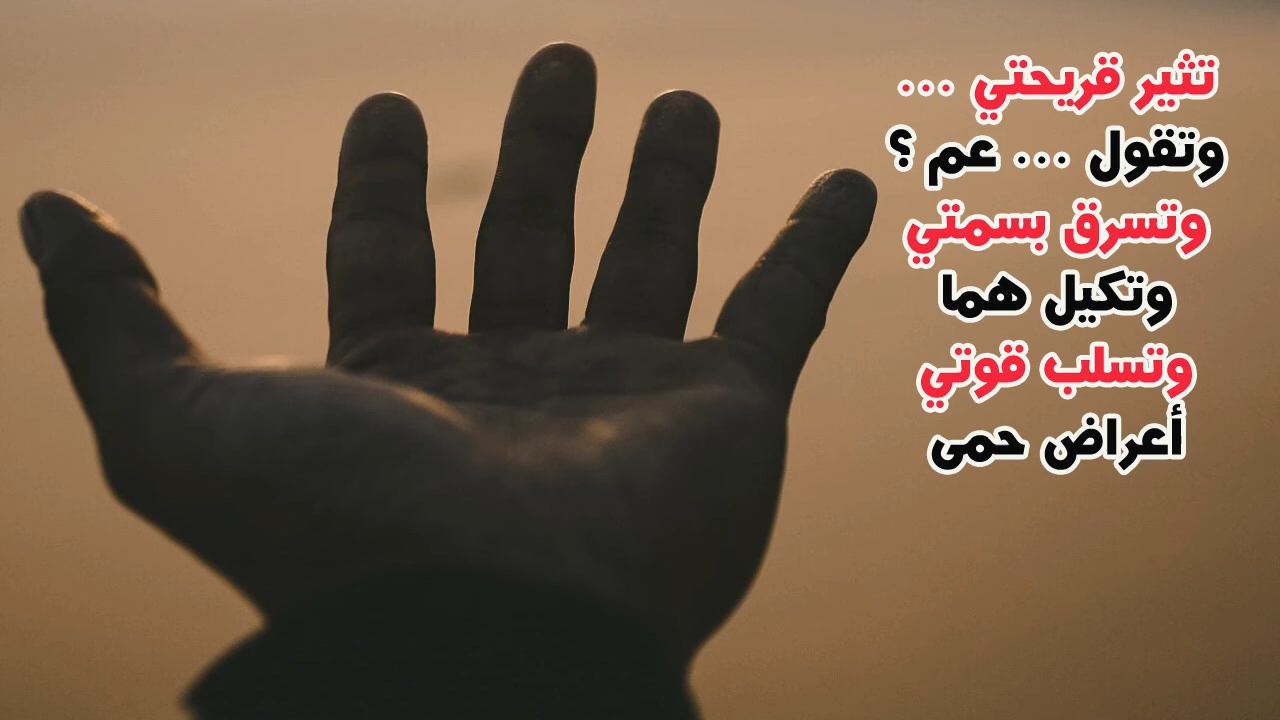 تثير قريحتي ...
وتقول ... عم ؟
وتسرق بسمتي
وتكيل هما
وتسلب قوتي
أعراض حمى